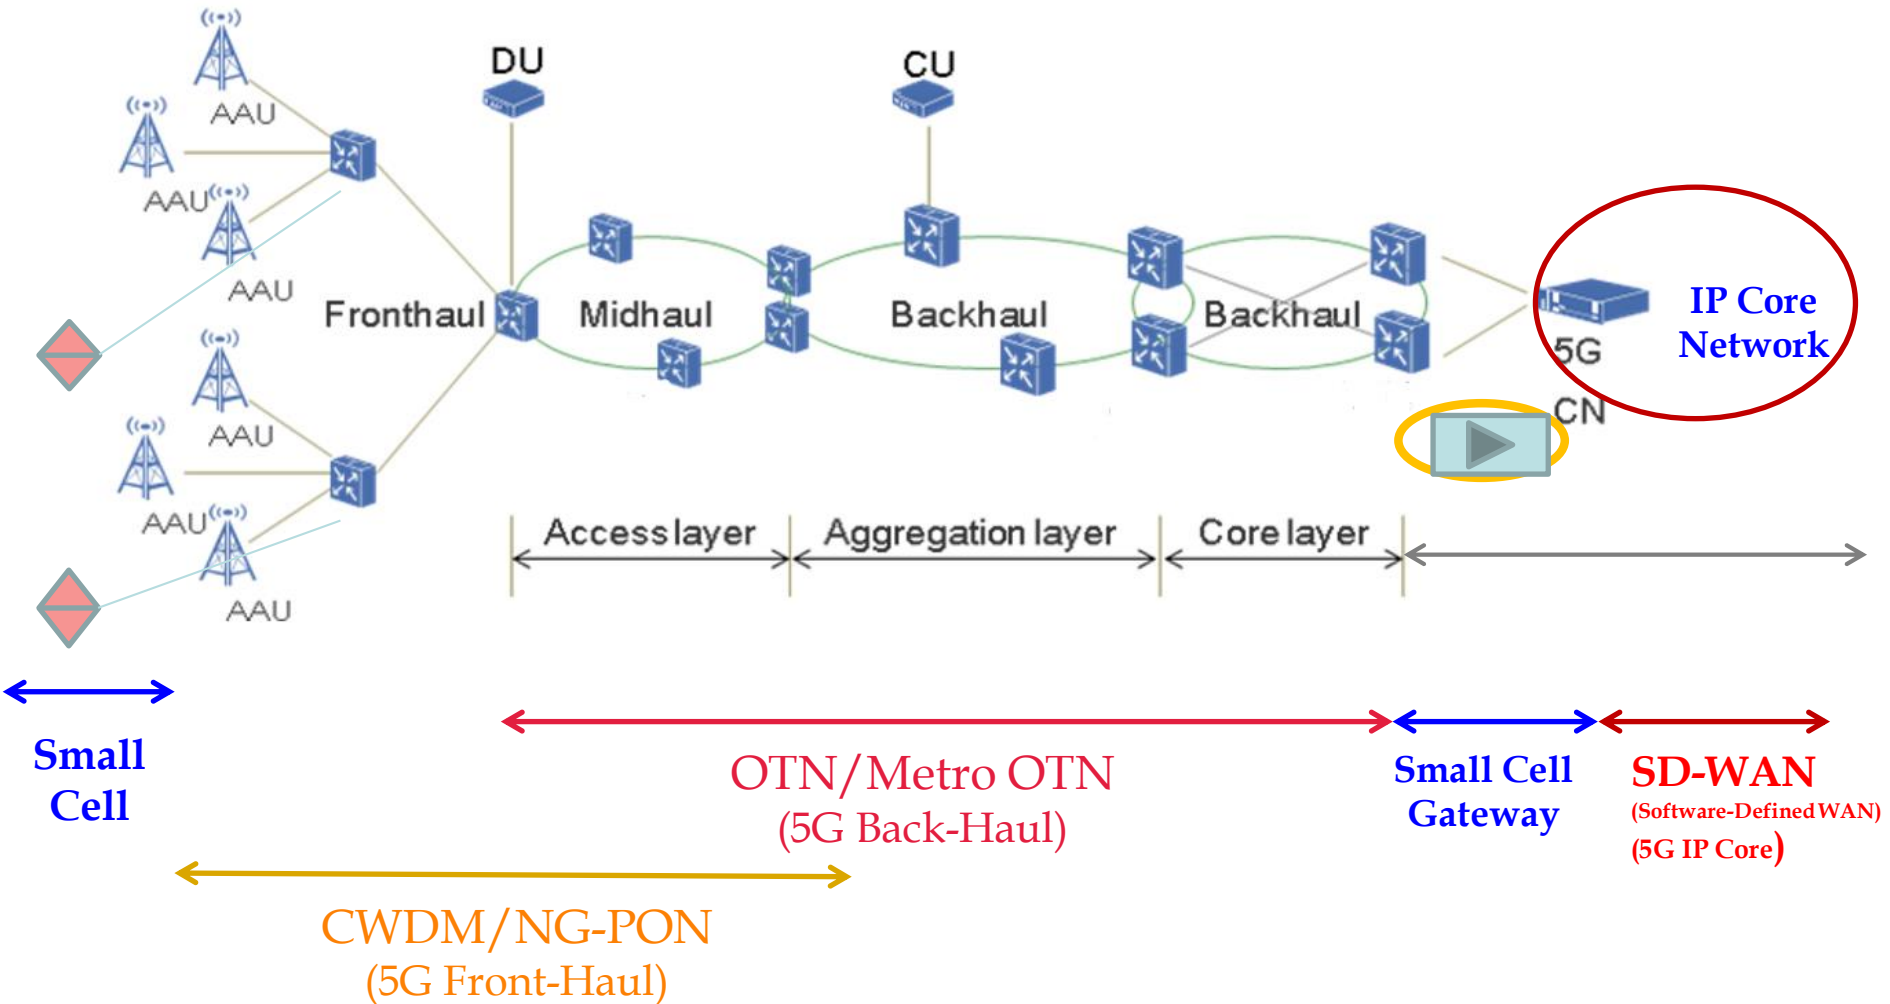 DU
CU
AAU
AAU
AAU
Fronthaul
Midhaul
Backhaul
Backhaul
IP Core
Network
5G
CN
AAU
AAU
AAU
Access layer
Aggregation layer
Core layer
Small
Cell
OTN/Metro OTN
(5G Back-Haul)
Small Cell
Gateway
SD-WAN
(Software-Defined WAN)
(5G IP Core)
CWDM/NG-PON
(5G Front-Haul)